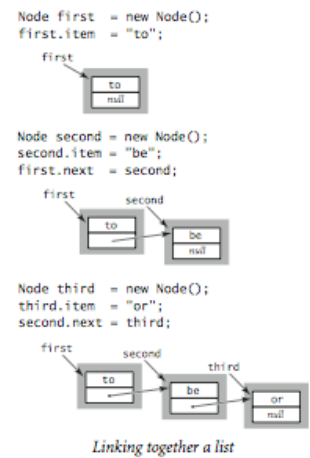 Node first = new Node();
first.item = "to";
first
to
null
Node second = new Node();
second.item = "be";
first.next = second;
first
second
to
be
null
Node third = new Node();
third.item = "or";
second.next = third;
first
second
third
to
be
or
null
Linking together a list